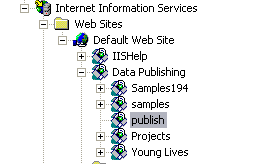 Internet Information Services
Web Sites
Default Web Site
IISHelp
Data Publishing
Samples194
samples
publish
Projects
Young Lives